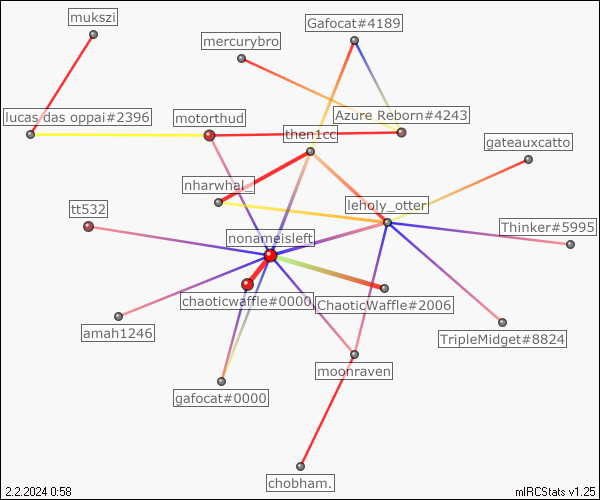 mukszi
Gafocat#4189
mercurybro
lucas das oppai#2396
motorthud
Azure Reborn#4243
then1cc
gateauxcatto
nharwhal_
leholy_otter
tt532
Thinker#5995
nonameisleft
chaoticwaffle#0000
ChaoticWaffle#2006
amah1246
TripleMidget#8824
moonraven
gafocat#0000
chobham.
2.2.2024 0:58
mIRCStats v1.25